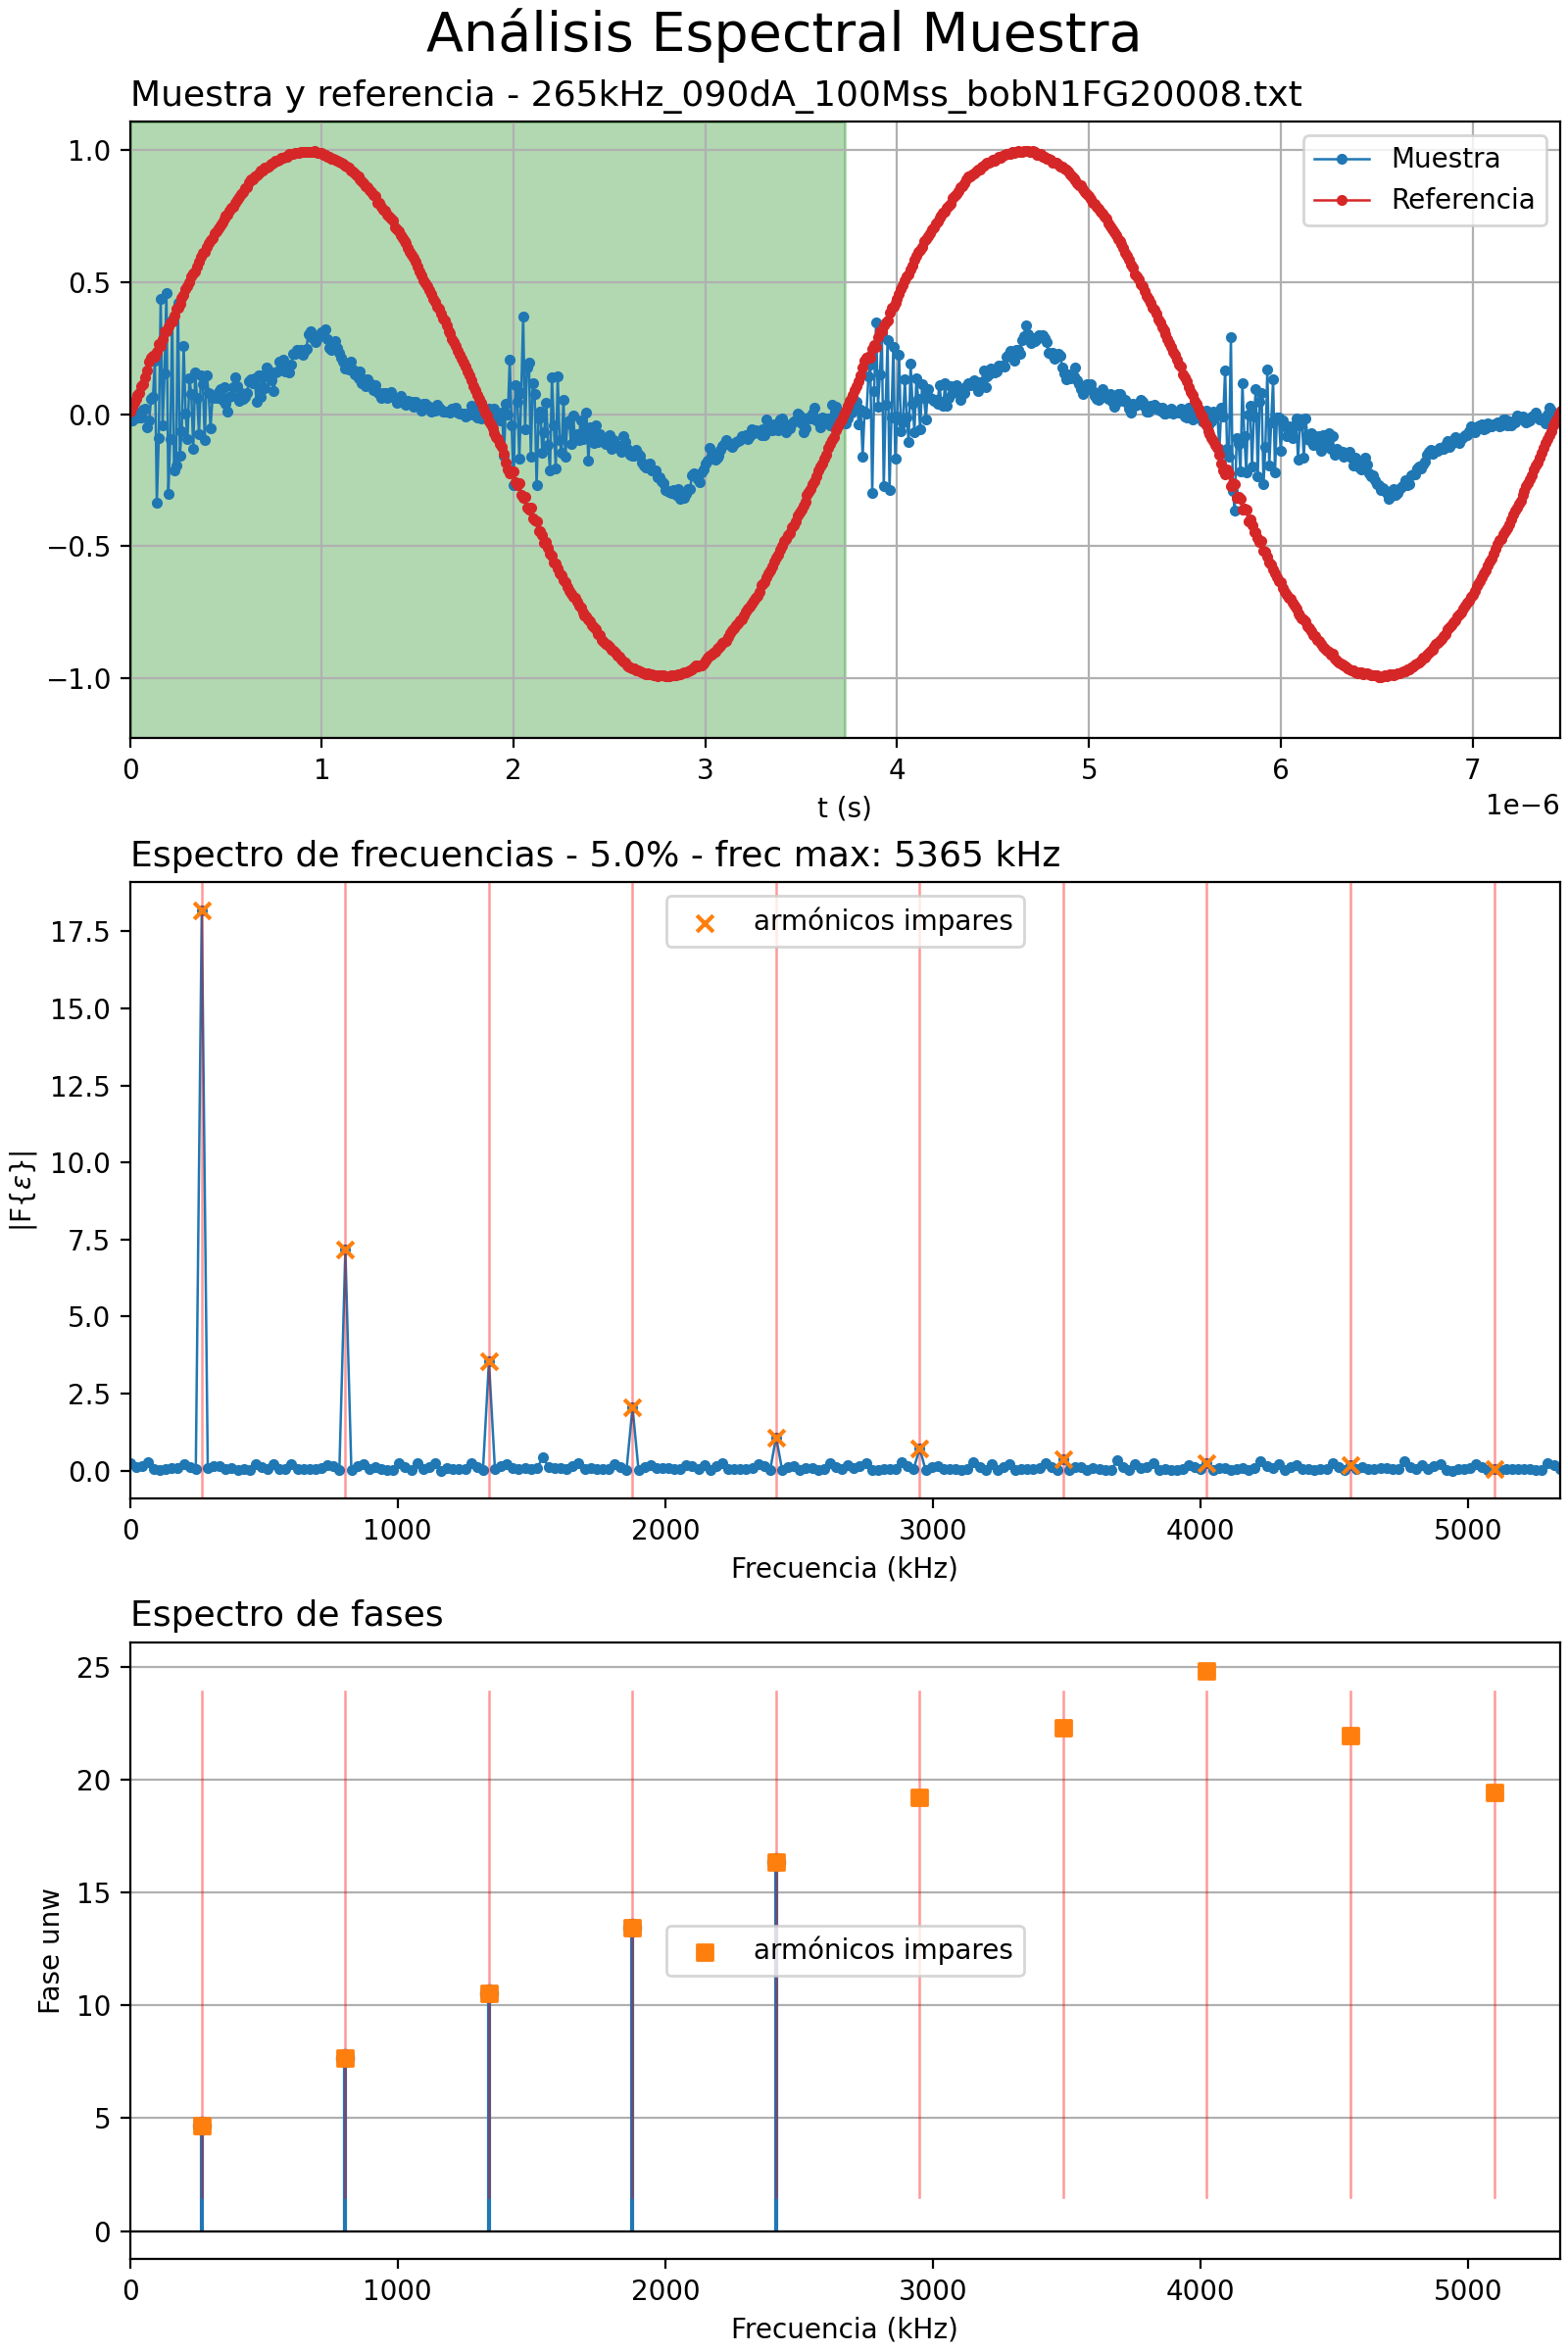 Análisis Espectral Muestra
Muestra y referencia - 265kHz_090dA_100Mss_bobN1FG20008.txt
1.0
0.5
0.0
−0.5
−1.0
Muestra
Referencia
0 1 2 3 4 5 6 7
1e−6
t (s)
Espectro de frecuencias - 5.0% - frec max: 5365 kHz
|F{ε}|
17.5
15.0
12.5
10.0
7.5
5.0
2.5
0.0
armónicos impares
0 1000 2000 3000 4000 5000
Frecuencia (kHz)
Espectro de fases
Fase unw
25
20
15
10
5
0
armónicos impares
0 1000 2000 3000 4000 5000
Frecuencia (kHz)